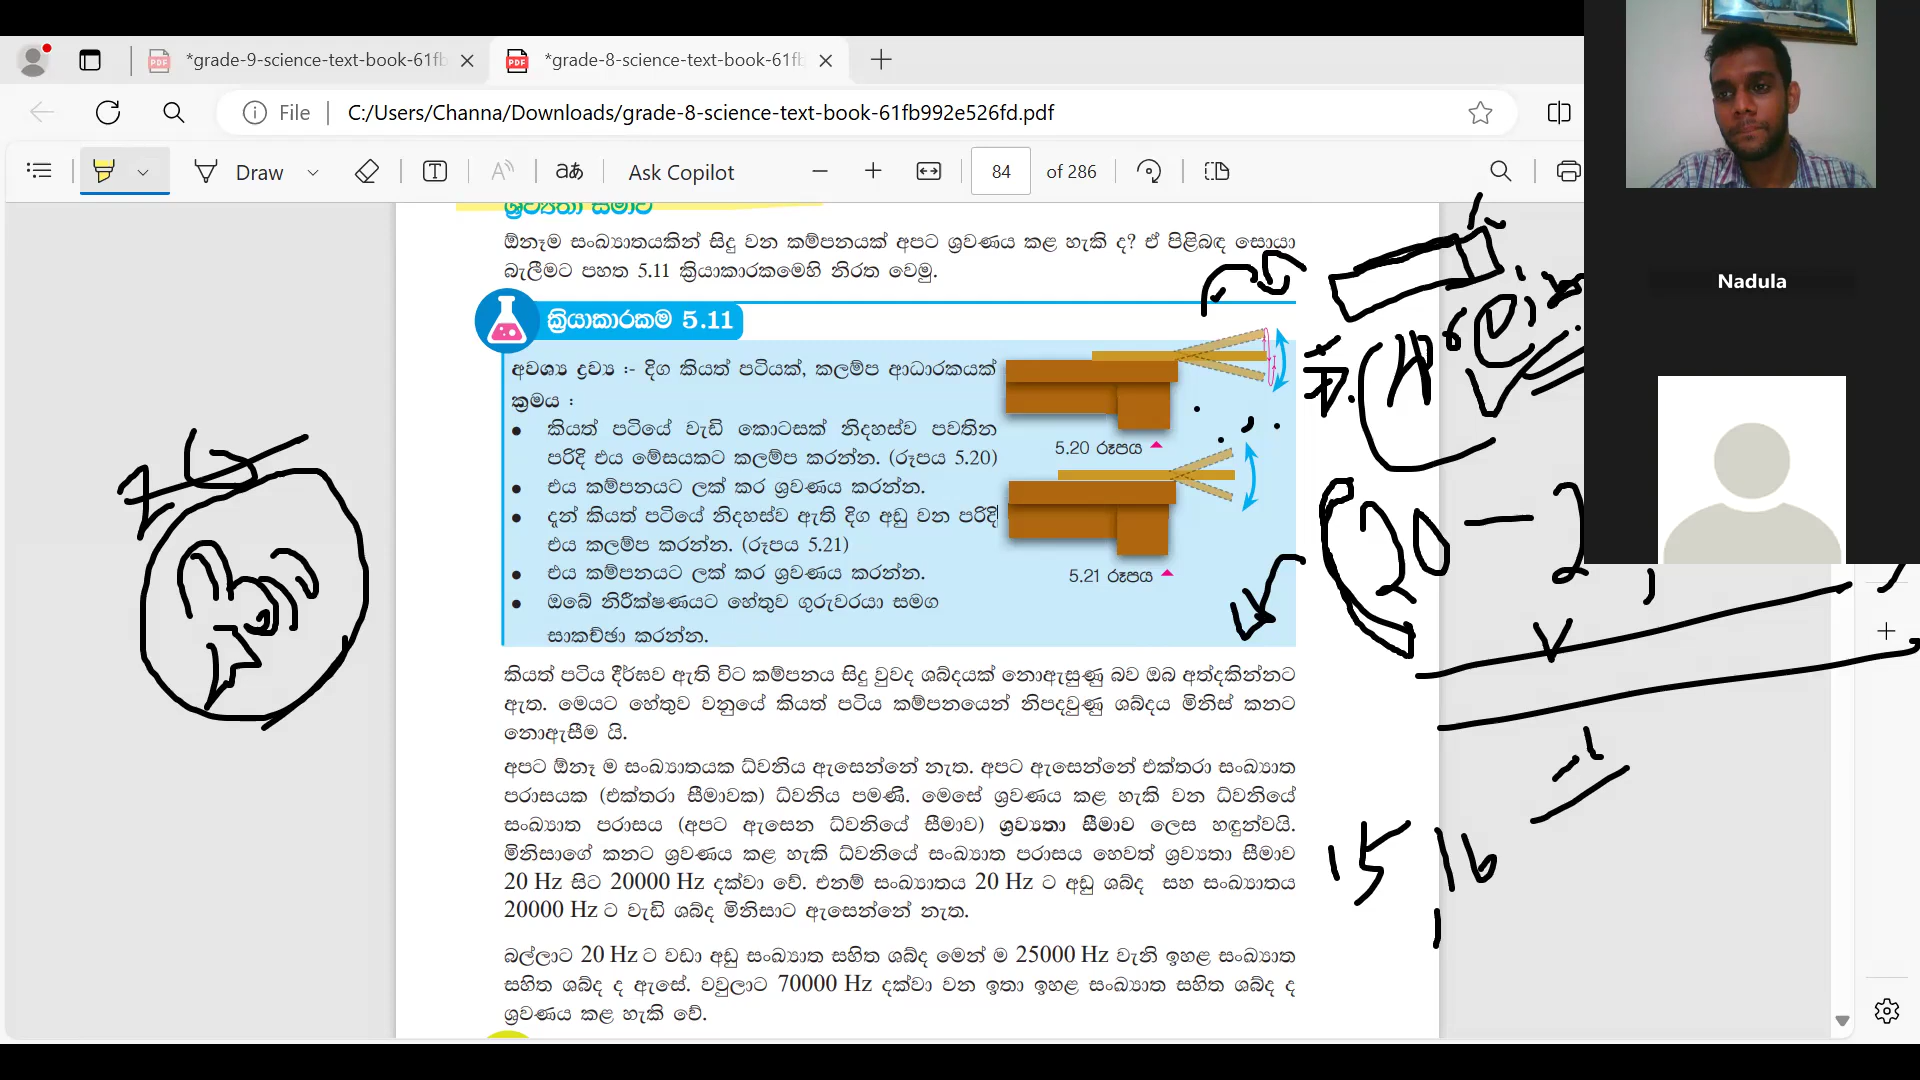 *grade-9-science-text-book-61fb
*grade-8-science-text-book-61fb
File
C:/Users/Channa/Downloads/grade-8-science-text-book-61fb992e526fd.pdf
Draw
Ask Copilot
84 of 286
Nadula
ශ්‍රව්‍යතා සීමාව
ඕනෑම සංඛ්‍යාතයකින් සිදු වන කම්පනයක් අපට ශ්‍රවණය කළ හැකි ද? ඒ පිළිබඳ සොයා
බැලීමට පහත 5.11 ක්‍රියාකාරකමෙහි නිරත වෙමු.
ක්‍රියාකාරකම 5.11
අවශ්‍ය ද්‍රව්‍ය :- දිග කියත් පටියක්, කලම්ප ආධාරකයක්
ක්‍රමය :
● කියත් පටියේ වැඩි කොටසක් නිදහස්ව පවතින
පරිදි එය මේසයකට කලම්ප කරන්න. (රූපය 5.20)
● එය කම්පනයට ලක් කර ශ්‍රවණය කරන්න.
● දැන් කියත් පටියේ නිදහස්ව ඇති දිග අඩු වන පරිදි
එය කලම්ප කරන්න. (රූපය 5.21)
● එය කම්පනයට ලක් කර ශ්‍රවණය කරන්න.
● ඔබේ නිරීක්ෂණයට හේතුව ගුරුවරයා සමග
සාකච්ඡා කරන්න.
5.20 රූපය
5.21 රූපය
කියත් පටිය දීර්ඝව ඇති විට කම්පනය සිදු වුවද ශබ්දයක් නොඇසුණු බව ඔබ අත්දකින්නට
ඇත. මෙයට හේතුව වනුයේ කියත් පටිය කම්පනයෙන් නිපදවුණු ශබ්දය මිනිස් කනට
නොඇසීම යි.
අපට ඕනෑ ම සංඛ්‍යාතයක ධ්වනිය ඇසෙන්නේ නැත. අපට ඇසෙන්නේ එක්තරා සංඛ්‍යාත
පරාසයක (එක්තරා සීමාවක) ධ්වනිය පමණි. මෙසේ ශ්‍රවණය කළ හැකි වන ධ්වනියේ
සංඛ්‍යාත පරාසය (අපට ඇසෙන ධ්වනියේ සීමාව) ශ්‍රව්‍යතා සීමාව ලෙස හඳුන්වයි.
මිනිසාගේ කනට ශ්‍රවණය කළ හැකි ධ්වනියේ සංඛ්‍යාත පරාසය හෙවත් ශ්‍රව්‍යතා සීමාව
20 Hz සිට 20000 Hz දක්වා වේ. එනම් සංඛ්‍යාතය 20 Hz ට අඩු ශබ්ද සහ සංඛ්‍යාතය
20000 Hz ට වැඩි ශබ්ද මිනිසාට ඇසෙන්නේ නැත.
බල්ලාට 20 Hz ට වඩා අඩු සංඛ්‍යාත සහිත ශබ්ද මෙන් ම 25000 Hz වැනි ඉහළ සංඛ්‍යාත
සහිත ශබ්ද ද ඇසේ. වවුලාට 70000 Hz දක්වා වන ඉතා ඉහළ සංඛ්‍යාත සහිත ශබ්ද ද
ශ්‍රවණය කළ හැකි වේ.
20 — 2
15 16